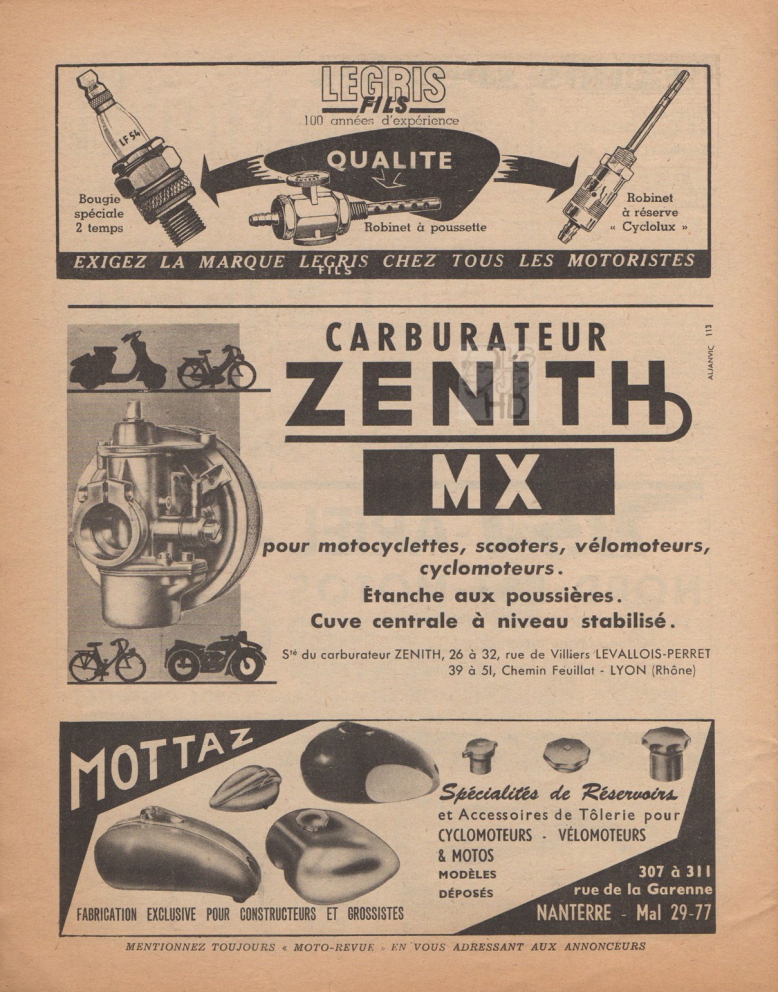 LEGRIS
FILS
100 années d'expérience
LF 54
QUALITE
Bougie
spéciale
2 temps
Robinet à poussette
Robinet
à réserve
« Cyclolux »
EXIGEZ LA MARQUE LEGRIS CHEZ TOUS LES MOTORISTES
FILS
CARBURATEUR
ZENITH
MX
ALJANVIC 113
HD
pour motocyclettes, scooters, vélomoteurs,
cyclomoteurs.
Étanche aux poussières.
Cuve centrale à niveau stabilisé.
Sté du carburateur ZENITH, 26 à 32, rue de Villiers LEVALLOIS-PERRET
39 à 51, Chemin Feuillat - LYON (Rhône)
MOTTAZ
Spécialités de Réservoirs
et Accessoires de Tôlerie pour
CYCLOMOTEURS - VÉLOMOTEURS
& MOTOS
MODÈLES
DÉPOSÉS
307 à 311
rue de la Garenne
NANTERRE - Mal 29-77
FABRICATION EXCLUSIVE POUR CONSTRUCTEURS ET GROSSISTES
MENTIONNEZ TOUJOURS « MOTO-REVUE » EN VOUS ADRESSANT AUX ANNONCEURS